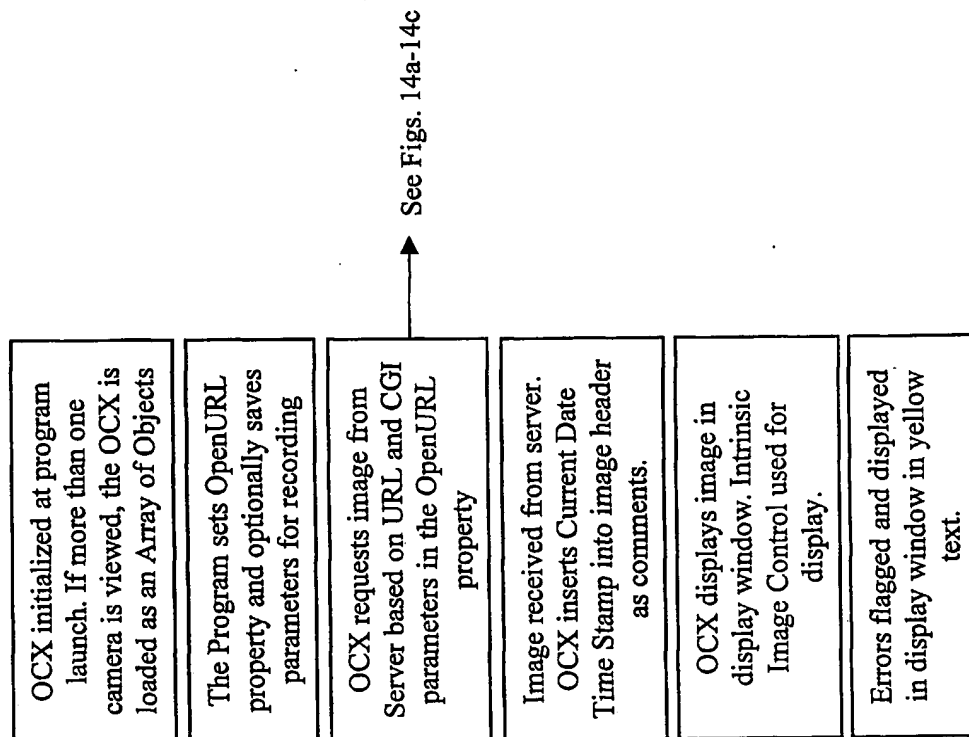 OCX initialized at program
launch. If more than one
camera is viewed, the OCX is
loaded as an Array of Objects
The Program sets OpenURL
property and optionally saves
parameters for recording
OCX requests image from
Server based on URL and CGI
parameters in the OpenURL
property
See Figs. 14a-14c
Image received from server.
OCX inserts Current Date
Time Stamp into image header
as comments.
OCX displays image in
display window. Intrinsic
Image Control used for
display.
Errors flagged and displayed
in display window in yellow
text.